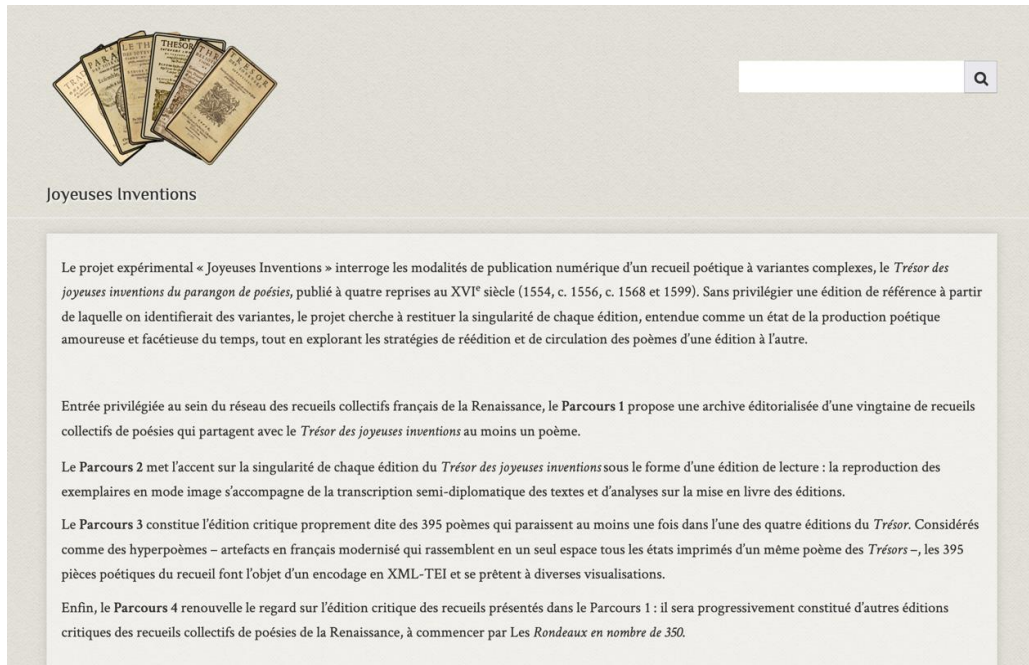 LE TH
THESOR
TRESOR
Joyeuses Inventions
Le projet expérimental « Joyeuses Inventions » interroge les modalités de publication numérique d'un recueil poétique à variantes complexes, le Trésor des
joyeuses inventions du parangon de poésies, publié à quatre reprises au XVIe siècle (1554, c. 1556, c. 1568 et 1599). Sans privilégier une édition de référence à partir
de laquelle on identifierait des variantes, le projet cherche à restituer la singularité de chaque édition, entendue comme un état de la production poétique
amoureuse et facétieuse du temps, tout en explorant les stratégies de réédition et de circulation des poèmes d'une édition à l'autre.
Entrée privilégiée au sein du réseau des recueils collectifs français de la Renaissance, le Parcours 1 propose une archive éditorialisée d'une vingtaine de recueils
collectifs de poésies qui partagent avec le Trésor des joyeuses inventions au moins un poème.
Le Parcours 2 met l'accent sur la singularité de chaque édition du Trésor des joyeuses inventions sous le forme d'une édition de lecture : la reproduction des
exemplaires en mode image s'accompagne de la transcription semi-diplomatique des textes et d'analyses sur la mise en livre des éditions.
Le Parcours 3 constitue l'édition critique proprement dite des 395 poèmes qui paraissent au moins une fois dans l'une des quatre éditions du Trésor. Considérés
comme des hyperpoèmes – artefacts en français modernisé qui rassemblent en un seul espace tous les états imprimés d'un même poème des Trésors –, les 395
pièces poétiques du recueil font l'objet d'un encodage en XML-TEI et se prêtent à diverses visualisations.
Enfin, le Parcours 4 renouvelle le regard sur l'édition critique des recueils présentés dans le Parcours 1 : il sera progressivement constitué d'autres éditions
critiques des recueils collectifs de poésies de la Renaissance, à commencer par Les Rondeaux en nombre de 350.